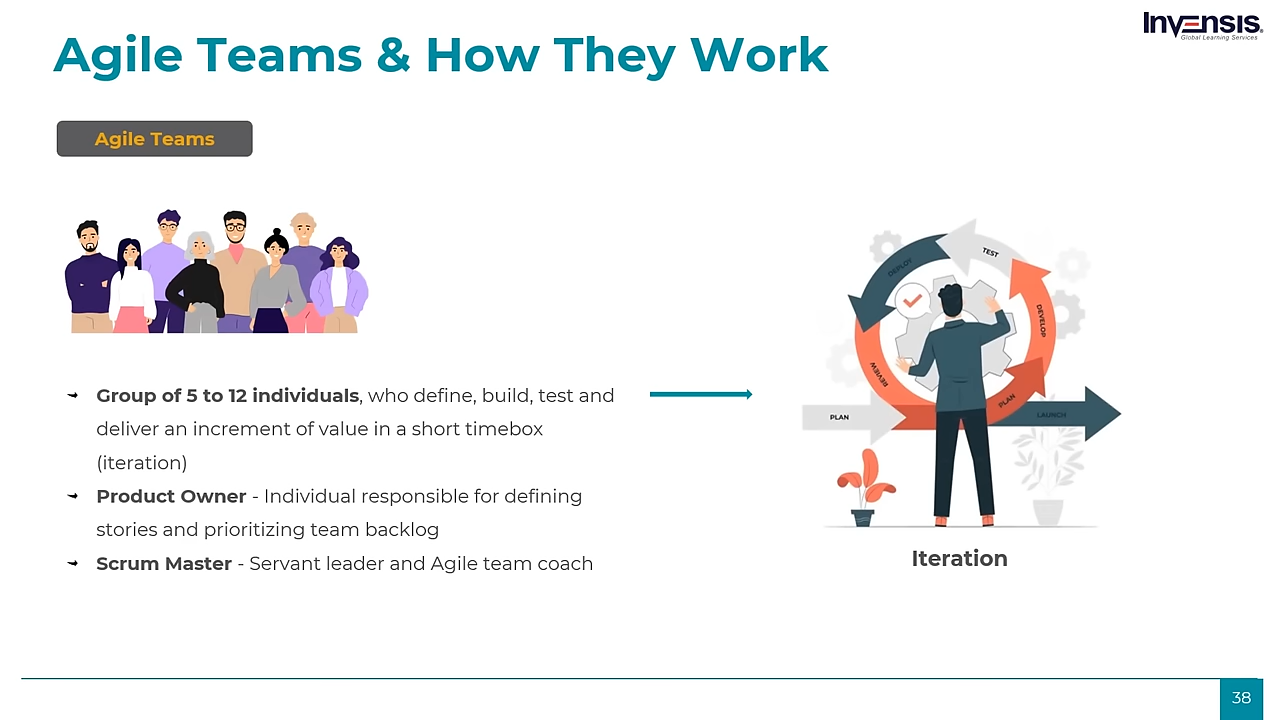 Invensis®
Global Learning Services
Agile Teams & How They Work
Agile Teams
Group of 5 to 12 individuals, who define, build, test and
deliver an increment of value in a short timebox
(iteration)
Product Owner - Individual responsible for defining
stories and prioritizing team backlog
Scrum Master - Servant leader and Agile team coach
TEST
DEPLOY
DEVELOP
REVIEW
PLAN
PLAN
LAUNCH
Iteration
38